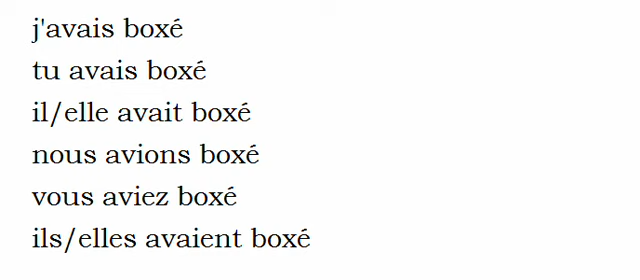 j'avais boxé
tu avais boxé
il/elle avait boxé
nous avions boxé
vous aviez boxé
ils/elles avaient boxé